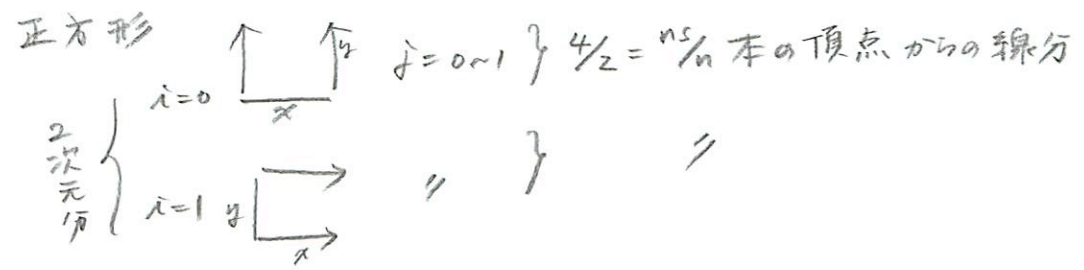 正方形
i=0 x y j=0~1 } 4/2 = ns/n 本の頂点からの線分
2次元分 {
i=1 y x 〃 } 〃